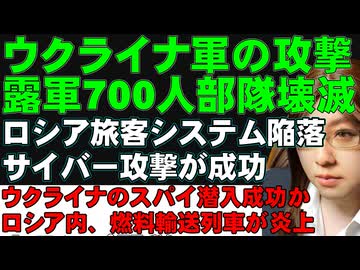 ウクライナ軍の攻撃
露軍700人部隊壊滅
ロシア旅客システム陥落
サイバー攻撃が成功
ウクライナのスパイ潜入成功か
ロシア内、燃料輸送列車が炎上